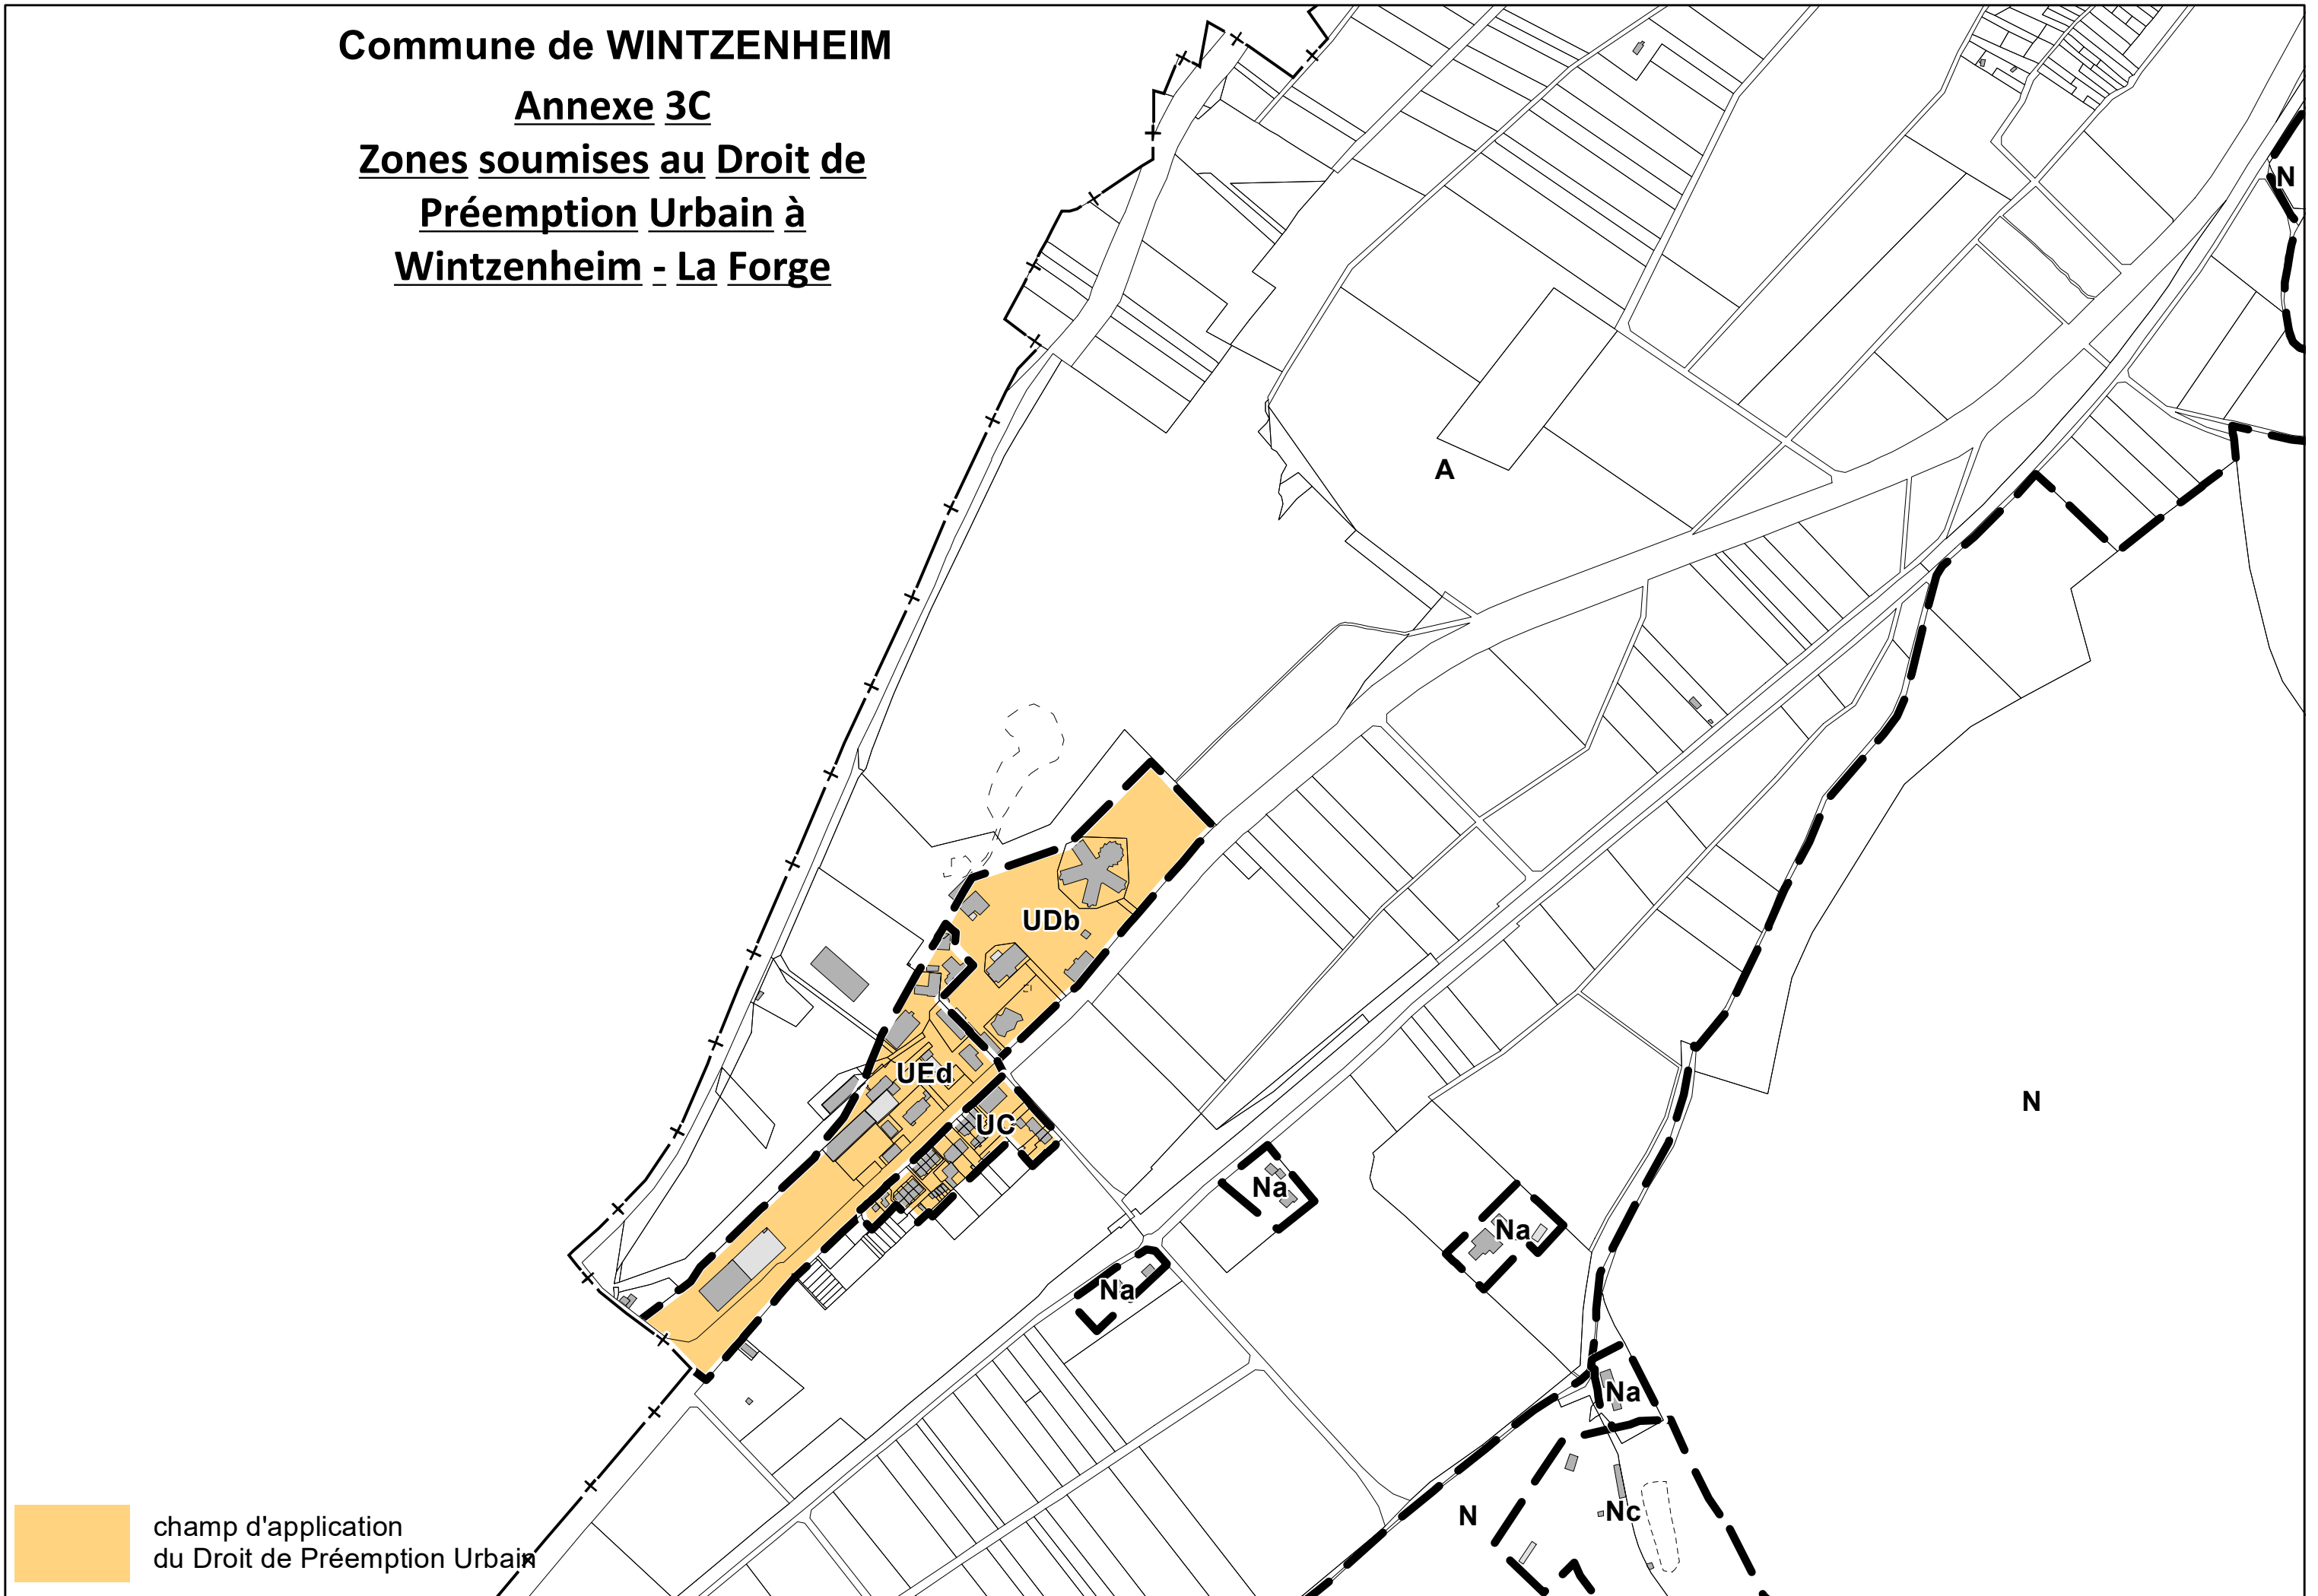 Commune de WINTZENHEIM
Annexe 3C
Zones soumises au Droit de
Préemption Urbain à
Wintzenheim - La Forge
N
A
UDb
UEd
UC
N
Na
Na
Na
Na
N
Nc
champ d'application
du Droit de Préemption Urbain